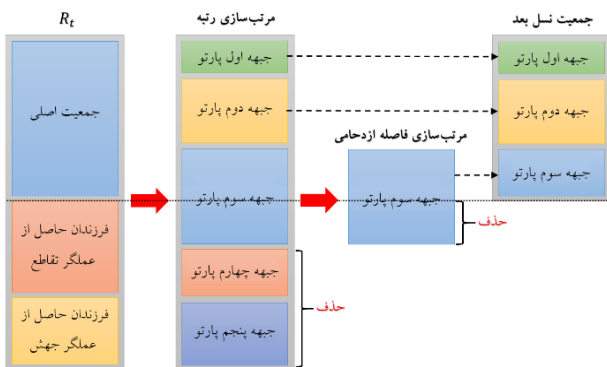 R_t
مرتب‌سازی رتبه
جمعیت نسل بعد
جمعیت اصلی
فرزندان حاصل از
عملگر تقاطع
فرزندان حاصل از
عملگر جهش
جبهه اول پارتو
جبهه دوم پارتو
جبهه سوم پارتو
جبهه چهارم پارتو
جبهه پنجم پارتو
حذف
مرتب‌سازی فاصله ازدحامی
جبهه سوم پارتو
حذف
جبهه اول پارتو
جبهه دوم پارتو
جبهه سوم پارتو